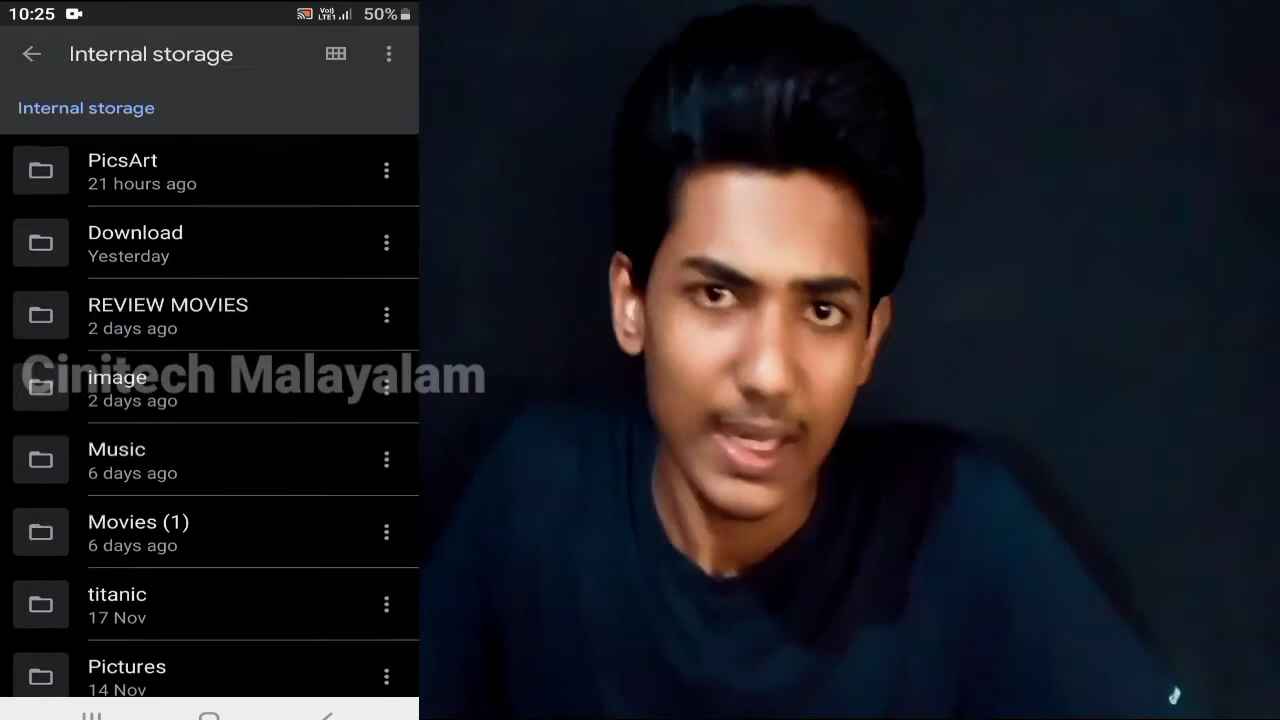 10:25
Vo)) LTE1 50%
Internal storage
Internal storage
PicsArt
21 hours ago
Download
Yesterday
REVIEW MOVIES
2 days ago
image
2 days ago
Cinitech Malayalam
Music
6 days ago
Movies (1)
6 days ago
titanic
17 Nov
Pictures
14 Nov